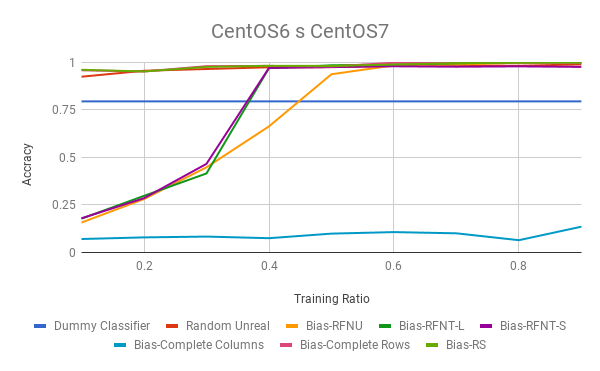 CentOS6 s CentOS7
1
0.75
0.5
0.25
0
Accracy
0.2 0.4 0.6 0.8
Training Ratio
Dummy Classifier Random Unreal Bias-RFNU Bias-RFNT-L Bias-RFNT-S
Bias-Complete Columns Bias-Complete Rows Bias-RS